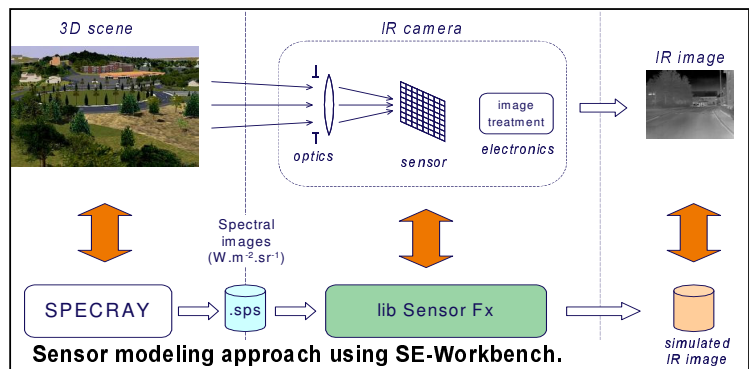 3D scene
IR camera
IR image
image
treatment
optics
sensor
electronics
Spectral
images
(W.m⁻².sr⁻¹)
SPECRAY
.sps
lib Sensor Fx
simulated
IR image
Sensor modeling approach using SE-Workbench.